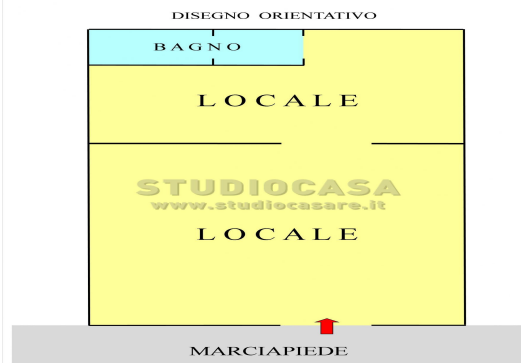 DISEGNO ORIENTATIVO
BAGNO
LOCALE
STUDIOCASA
www.studiocasare.it
LOCALE
MARCIAPIEDE